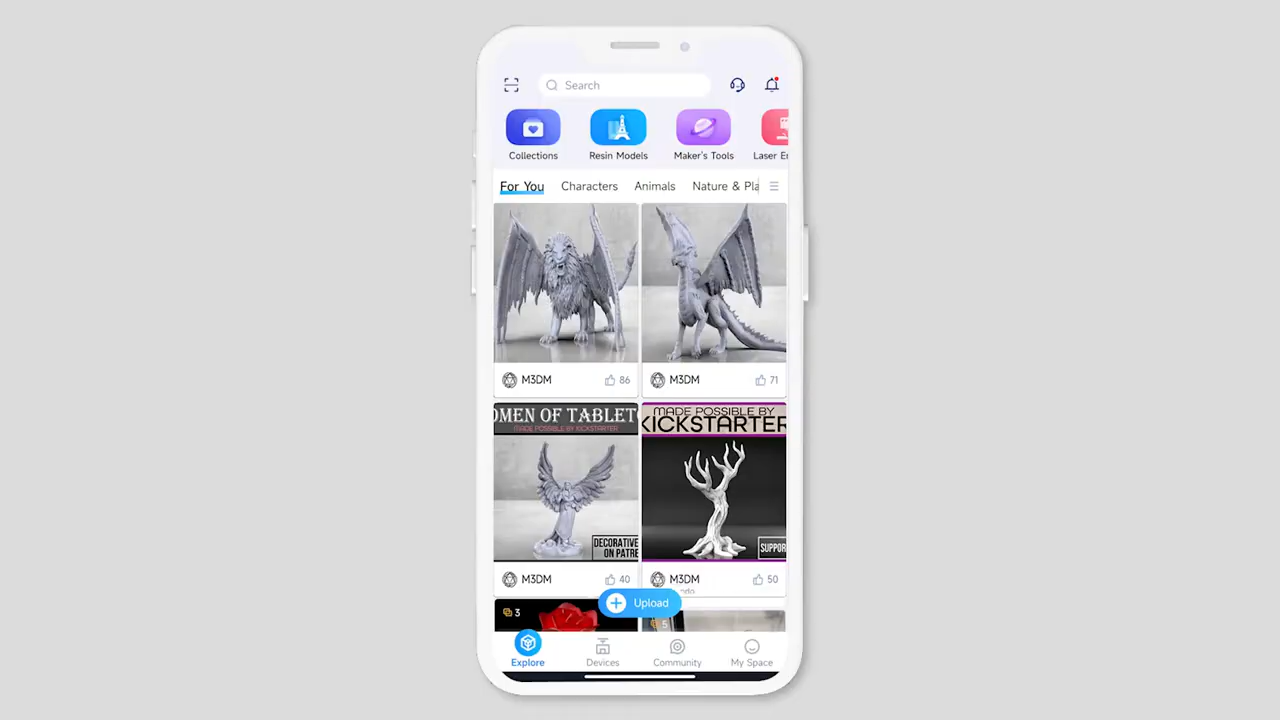 Search
Collections
Resin Models
Maker's Tools
Laser En
For You
Characters
Animals
Nature & Pla
M3DM
86
M3DM
71
OMEN OF TABLETO
MADE POSSIBLE BY KICKSTARTER
DECORATIVE
ON PATRE
MADE POSSIBLE BY
KICKSTARTER
SUPPOR
M3DM
40
M3DM
50
3
Upload
5
Explore
Devices
Community
My Space